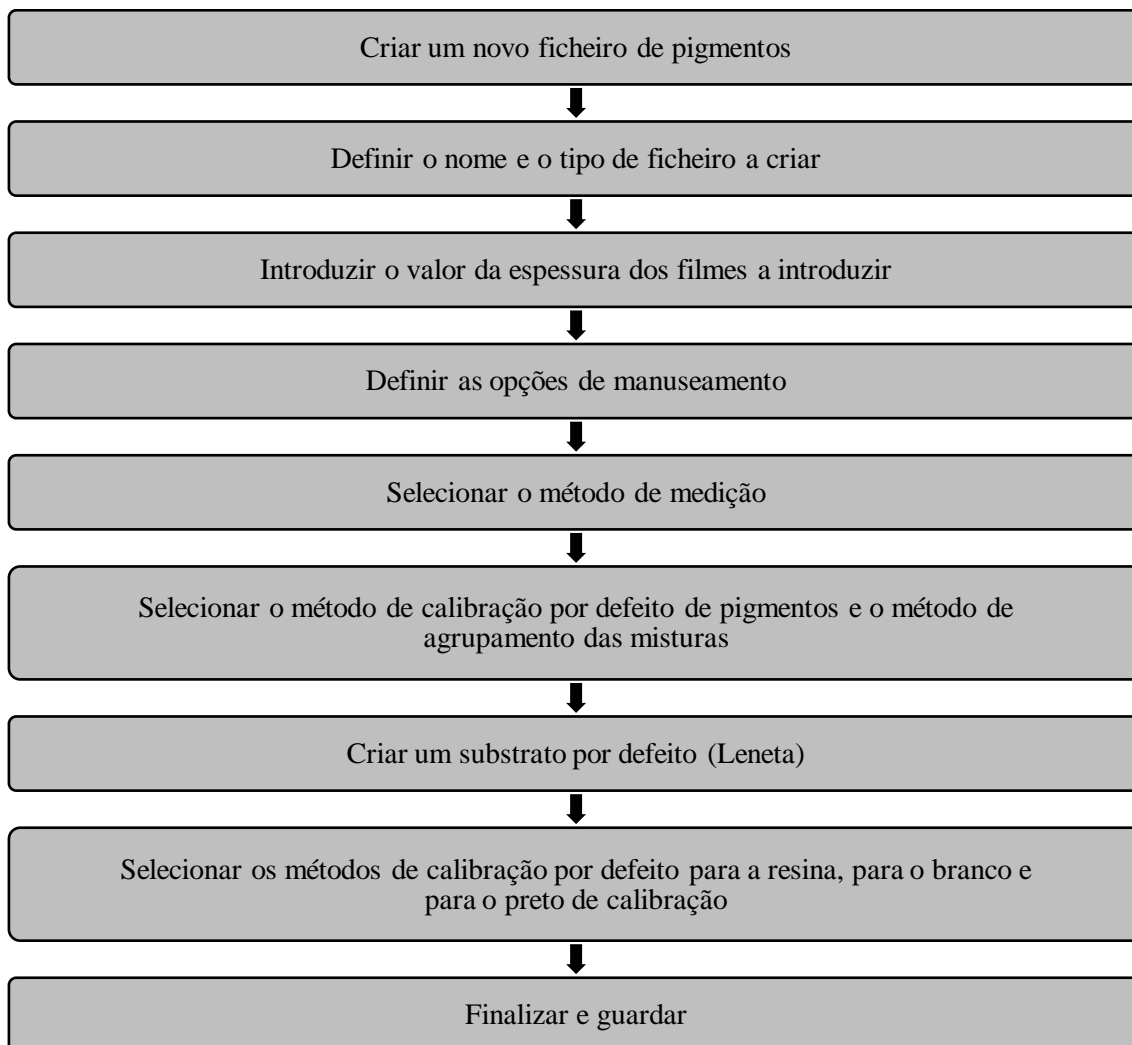 Criar um novo ficheiro de pigmentos
Definir o nome e o tipo de ficheiro a criar
Introduzir o valor da espessura dos filmes a introduzir
Definir as opções de manuseamento
Selecionar o método de medição
Selecionar o método de calibração por defeito de pigmentos e o método de
agrupamento das misturas
Criar um substrato por defeito (Leneta)
Selecionar os métodos de calibração por defeito para a resina, para o branco e
para o preto de calibração
Finalizar e guardar